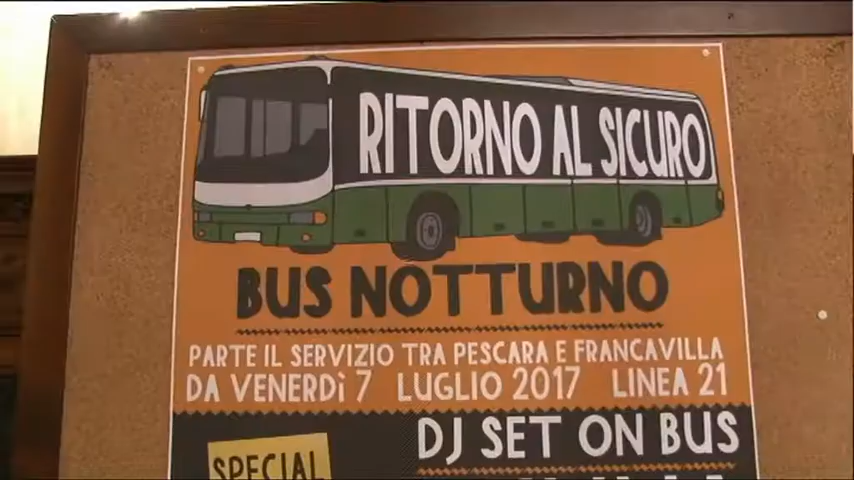 RITORNO AL SICURO
BUS NOTTURNO
PARTE IL SERVIZIO TRA PESCARA E FRANCAVILLA
DA VENERDì 7 LUGLIO 2017 LINEA 21
DJ SET ON BUS
SPECIAL